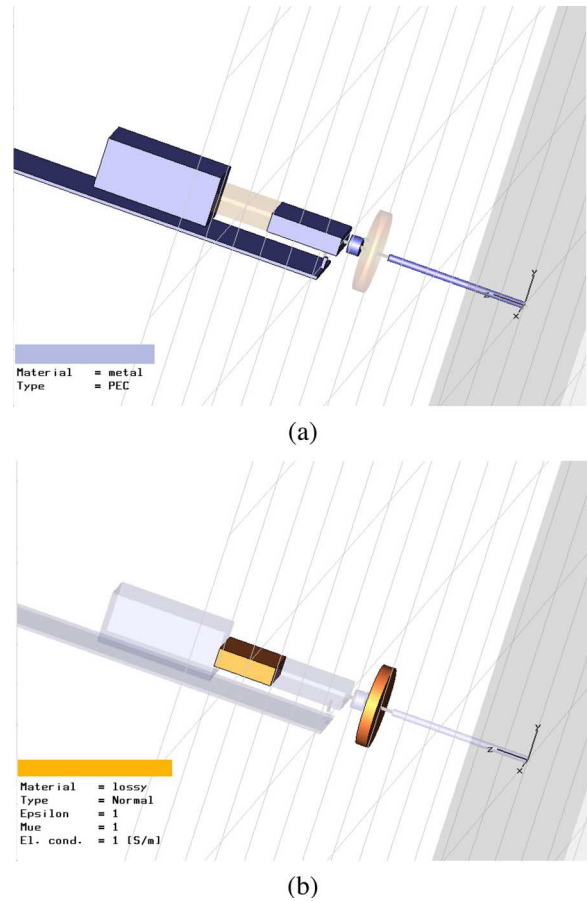 Y
Z
X
Material = metal
Type = PEC
(a)
Y
Z
X
Material = lossy
Type = Normal
Epsilon = 1
Mue = 1
El. cond. = 1 [S/m]
(b)